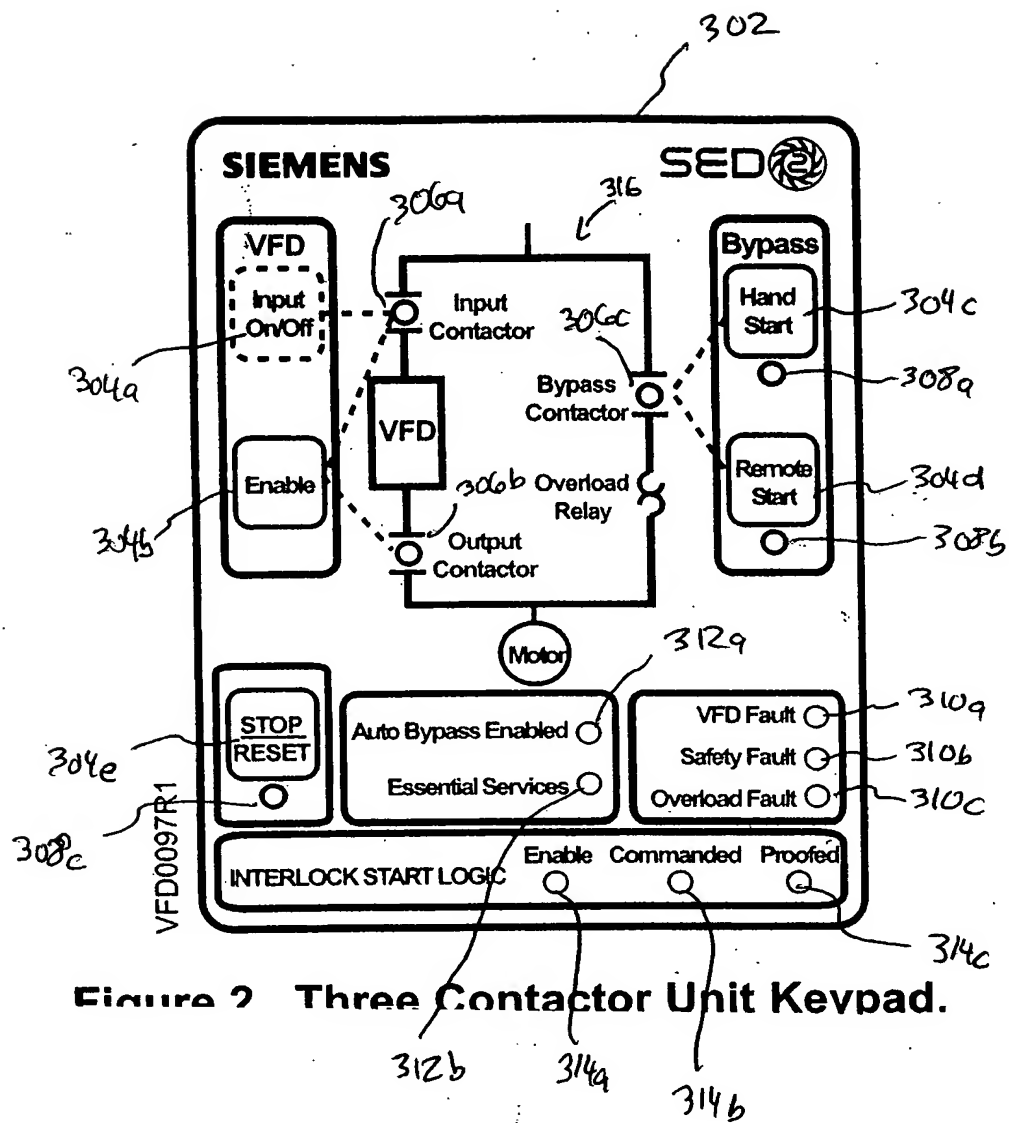 302
SIEMENS
SED2
306a
316
VFD
Bypass
Input
On/Off
Input
Contactor
306c
Hand
Start
304c
304a
Bypass
Contactor
308a
VFD
Enable
306b
Overload
Relay
Remote
Start
304d
304b
Output
Contactor
308b
Motor
312a
STOP
RESET
Auto Bypass Enabled
VFD Fault
310a
304e
Essential Services
Safety Fault
310b
Overload Fault
310c
308c
VFD0097R1
INTERLOCK START LOGIC
Enable
Commanded
Proofed
314c
Figure 2 Three Contactor Unit Keypad.
312b
314a
314b